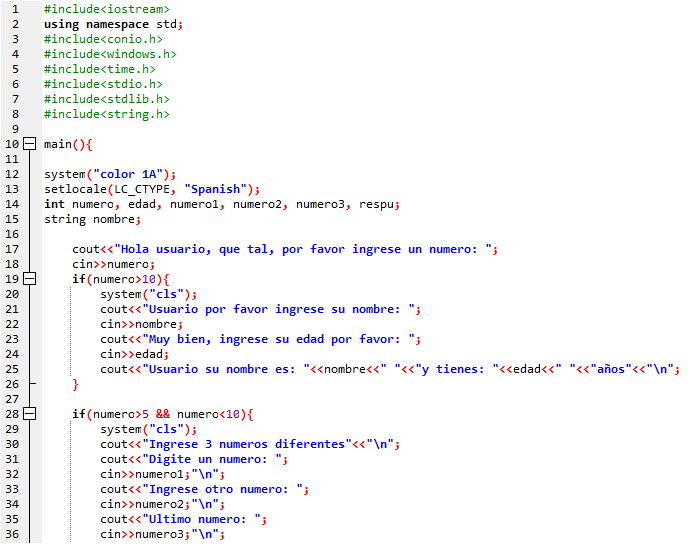 1 #include<iostream>
2 using namespace std;
3 #include<conio.h>
4 #include<windows.h>
5 #include<time.h>
6 #include<stdio.h>
7 #include<stdlib.h>
8 #include<string.h>
9
10 main(){
11
12 system("color 1A");
13 setlocale(LC_CTYPE, "Spanish");
14 int numero, edad, numero1, numero2, numero3, respu;
15 string nombre;
16
17 cout<<"Hola usuario, que tal, por favor ingrese un numero: ";
18 cin>>numero;
19 if(numero>10){
20 system("cls");
21 cout<<"Usuario por favor ingrese su nombre: ";
22 cin>>nombre;
23 cout<<"Muy bien, ingrese su edad por favor: ";
24 cin>>edad;
25 cout<<"Usuario su nombre es: "<<nombre<<" "<<"y tienes: "<<edad<<" "<<"años"<<"\n";
26 }
27
28 if(numero>5 && numero<10){
29 system("cls");
30 cout<<"Ingrese 3 numeros diferentes"<<"\n";
31 cout<<"Digite un numero: ";
32 cin>>numero1;"\n";
33 cout<<"Ingrese otro numero: ";
34 cin>>numero2;"\n";
35 cout<<"Ultimo numero: ";
36 cin>>numero3;"\n";